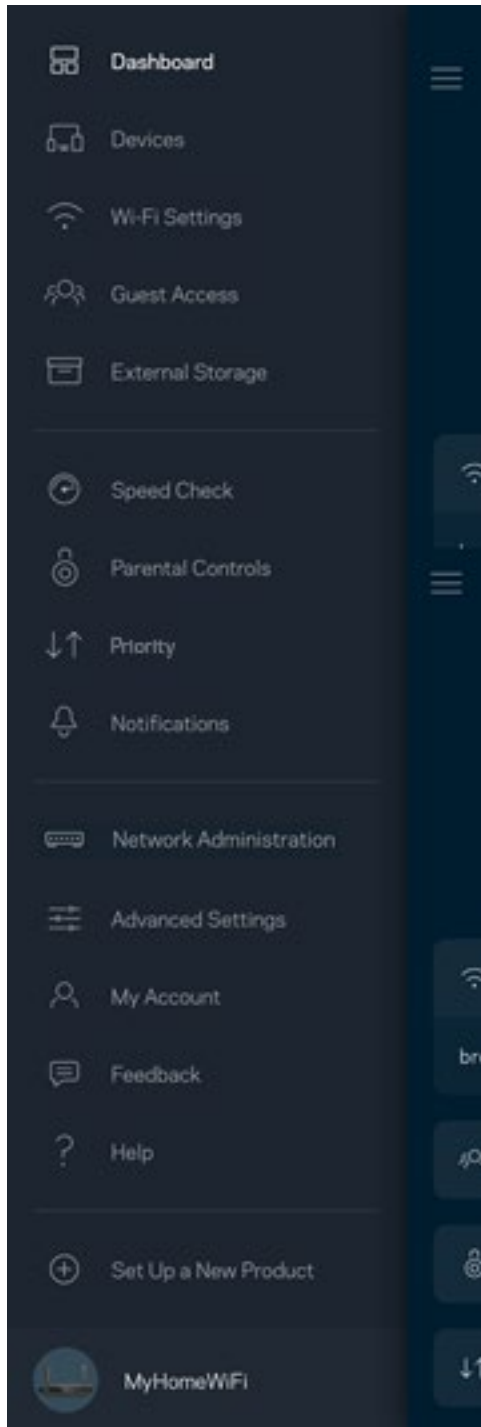 Dashboard
Devices
Wi-Fi Settings
Guest Access
External Storage
Speed Check
Parental Controls
Priority
Notifications
Network Administration
Advanced Settings
My Account
Feedback
Help
Set Up a New Product
MyHomeWiFi